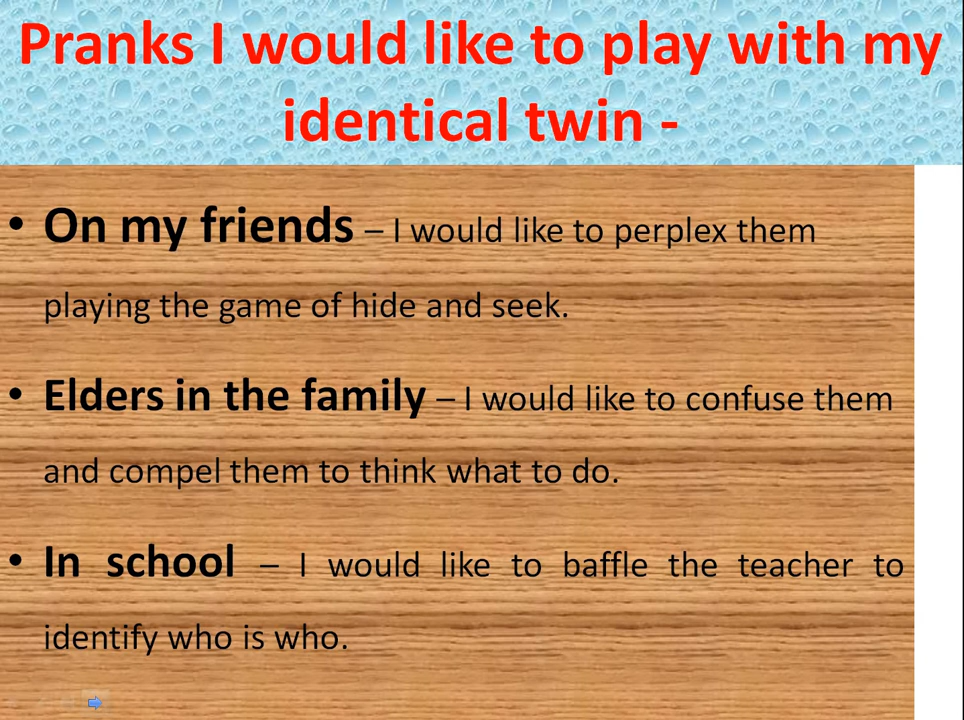 Pranks I would like to play with my
identical twin -
• On my friends – I would like to perplex them
playing the game of hide and seek.
• Elders in the family – I would like to confuse them
and compel them to think what to do.
• In school – I would like to baffle the teacher to
identify who is who.